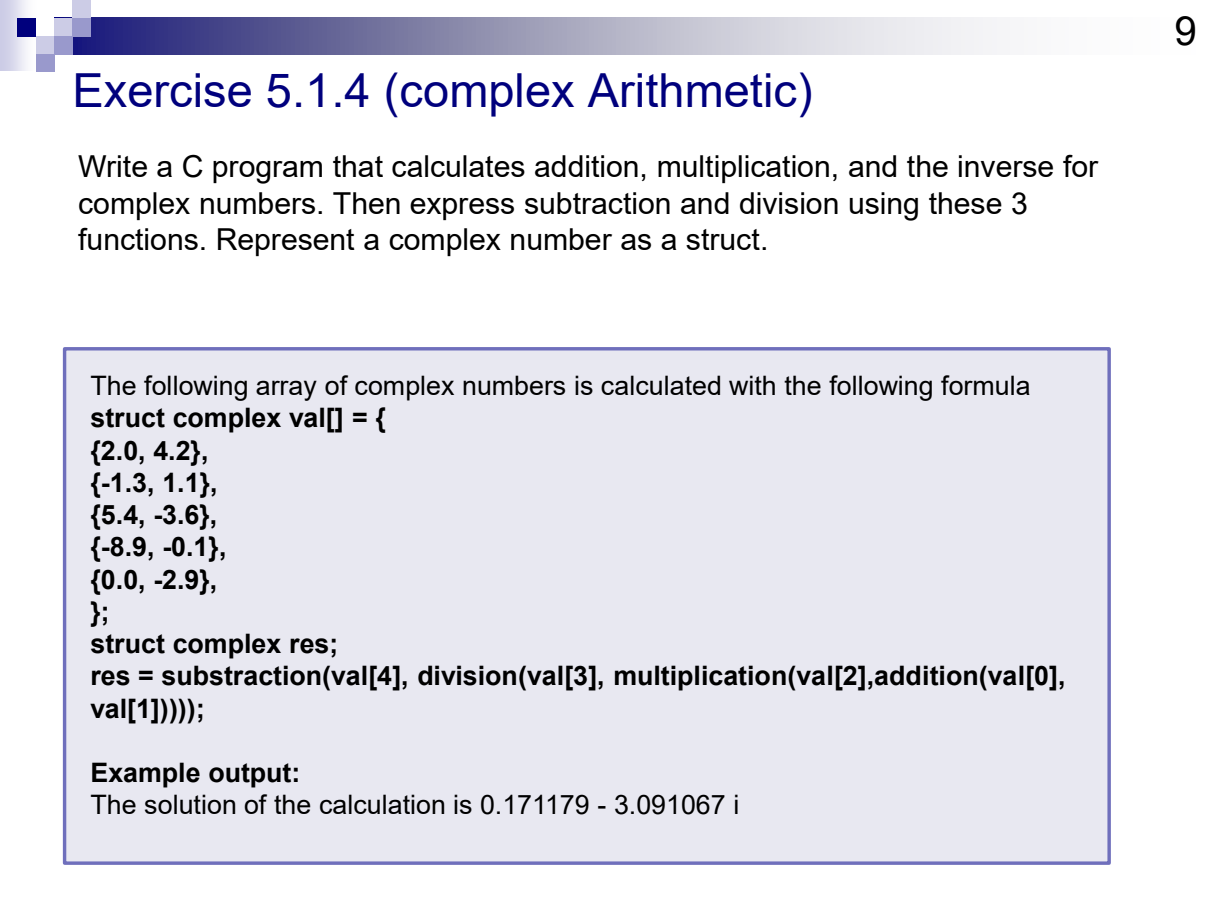 9
Exercise 5.1.4 (complex Arithmetic)
Write a C program that calculates addition, multiplication, and the inverse for
complex numbers. Then express subtraction and division using these 3
functions. Represent a complex number as a struct.
The following array of complex numbers is calculated with the following formula
struct complex val[] = {
{2.0, 4.2},
{-1.3, 1.1},
{5.4, -3.6},
{-8.9, -0.1},
{0.0, -2.9},
};
struct complex res;
res = substraction(val[4], division(val[3], multiplication(val[2],addition(val[0],
val[1]))));
Example output:
The solution of the calculation is 0.171179 - 3.091067 i